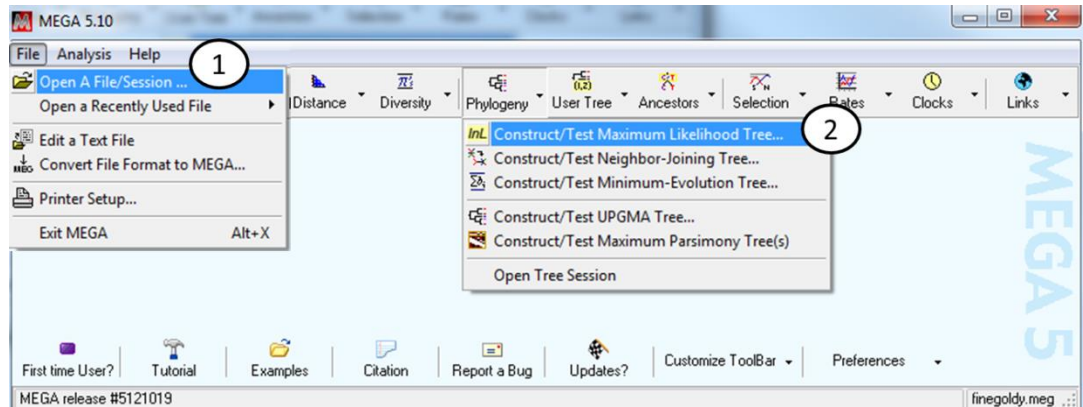 MEGA 5.10
File Analysis Help
1
Open A File/Session ...
Open a Recently Used File
Edit a Text File
Convert File Format to MEGA...
Printer Setup...
Exit MEGA Alt+X
Distance Diversity Phylogeny User Tree Ancestors Selection Rates Clocks Links
2
Construct/Test Maximum Likelihood Tree...
Construct/Test Neighbor-Joining Tree...
Construct/Test Minimum-Evolution Tree...
Construct/Test UPGMA Tree...
Construct/Test Maximum Parsimony Tree(s)
Open Tree Session
MEGA 5
First time User? Tutorial Examples Citation Report a Bug Updates? Customize ToolBar Preferences
MEGA release #5121019 finegoldy.meg